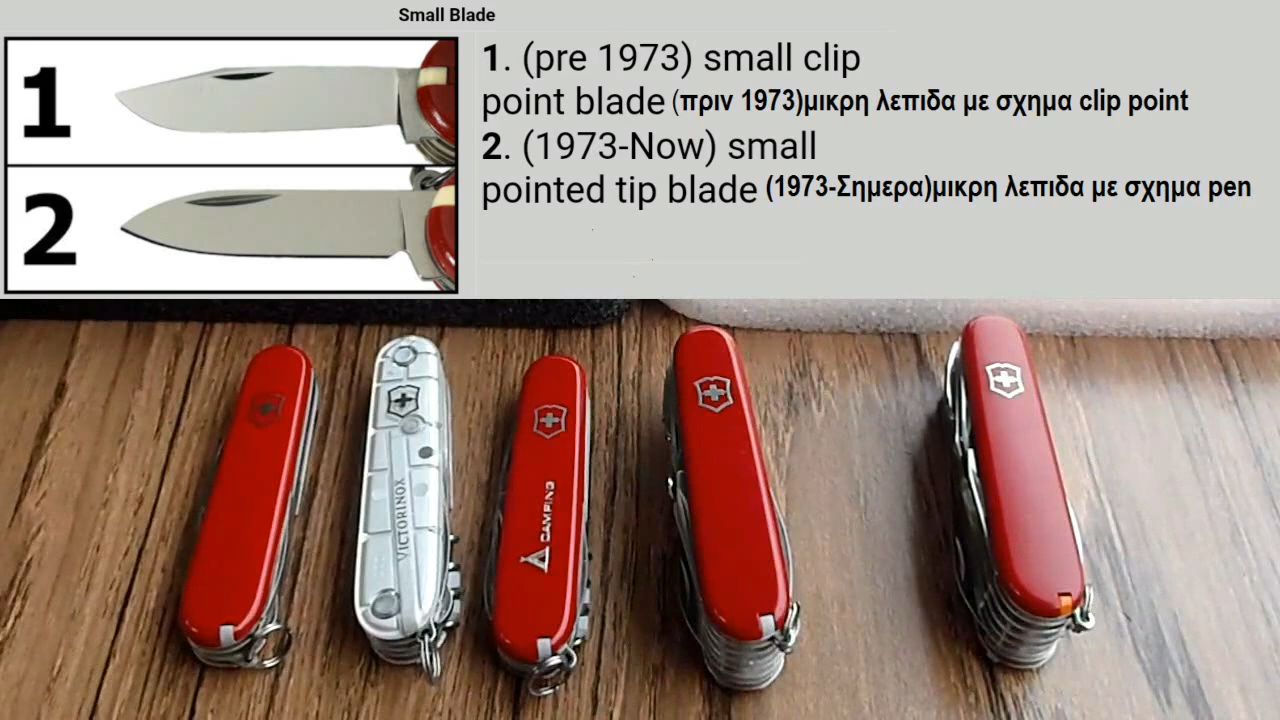 Small Blade
1
1. (pre 1973) small clip
point blade (πριν 1973)μικρη λεπιδα με σχημα clip point
2
2. (1973-Now) small
pointed tip blade (1973-Σημερα)μικρη λεπιδα με σχημα pen
VICTORINOX
CAMPING